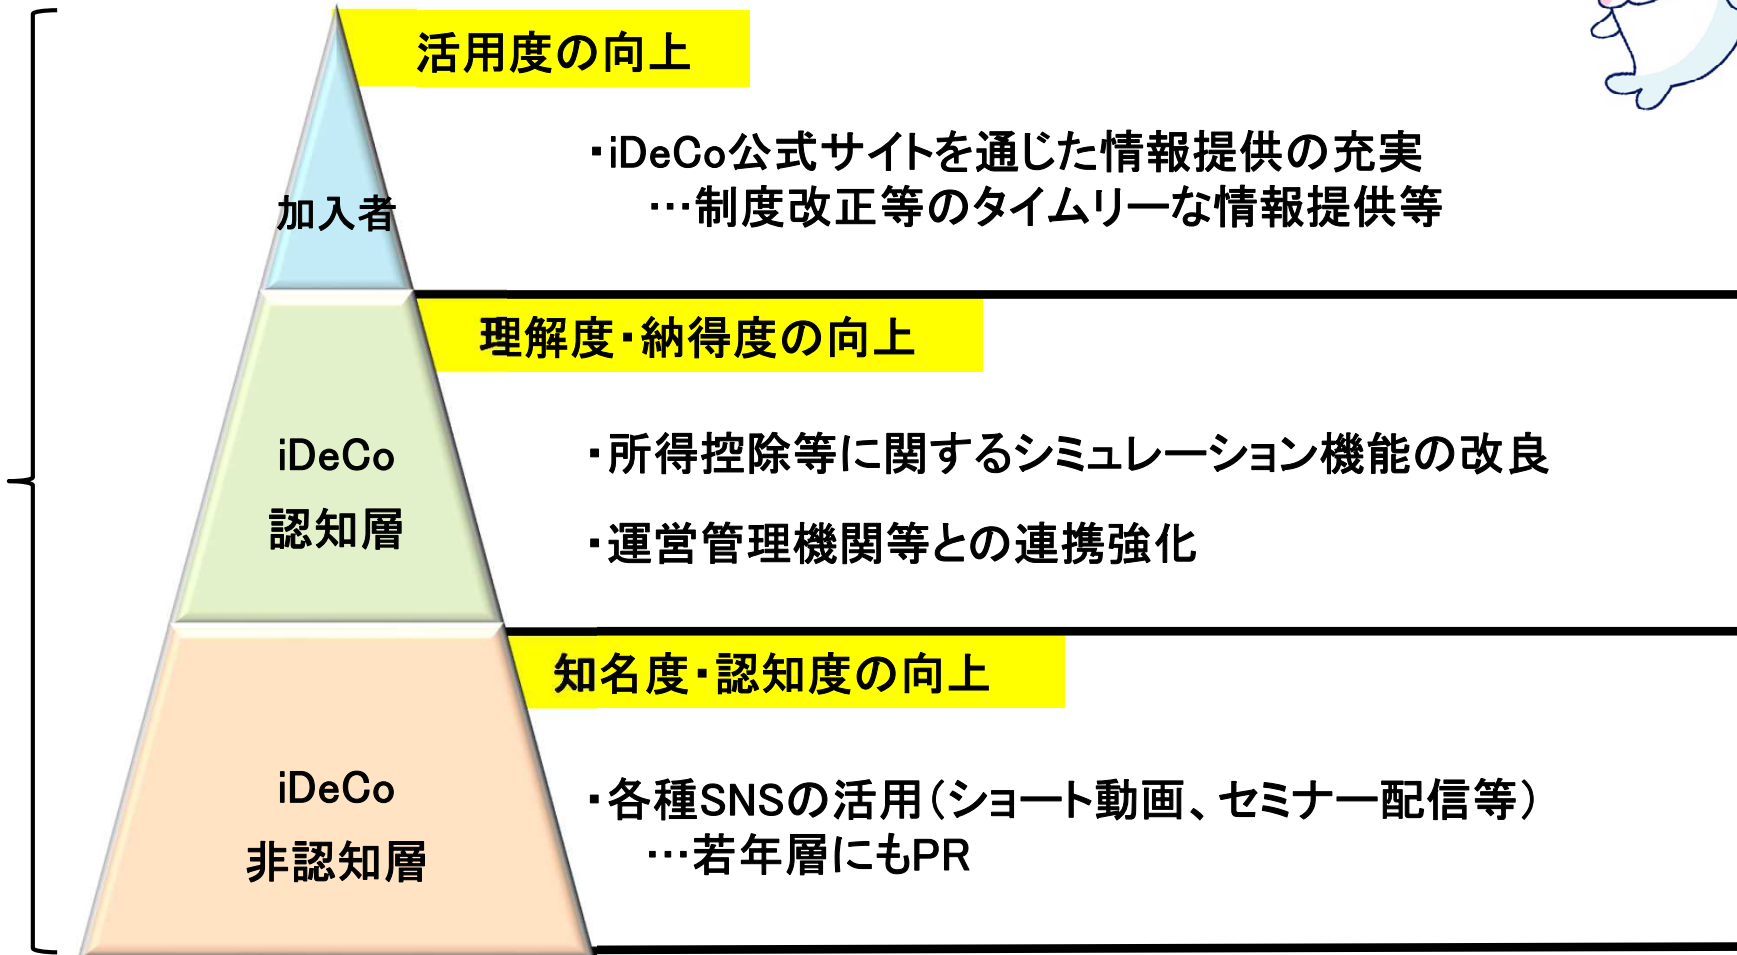 活用度の向上
・iDeCo公式サイトを通じた情報提供の充実
…制度改正等のタイムリーな情報提供等
加入者
理解度・納得度の向上
・所得控除等に関するシミュレーション機能の改良
・運営管理機関等との連携強化
iDeCo
認知層
知名度・認知度の向上
・各種SNSの活用（ショート動画、セミナー配信等）
…若年層にもPR
iDeCo
非認知層